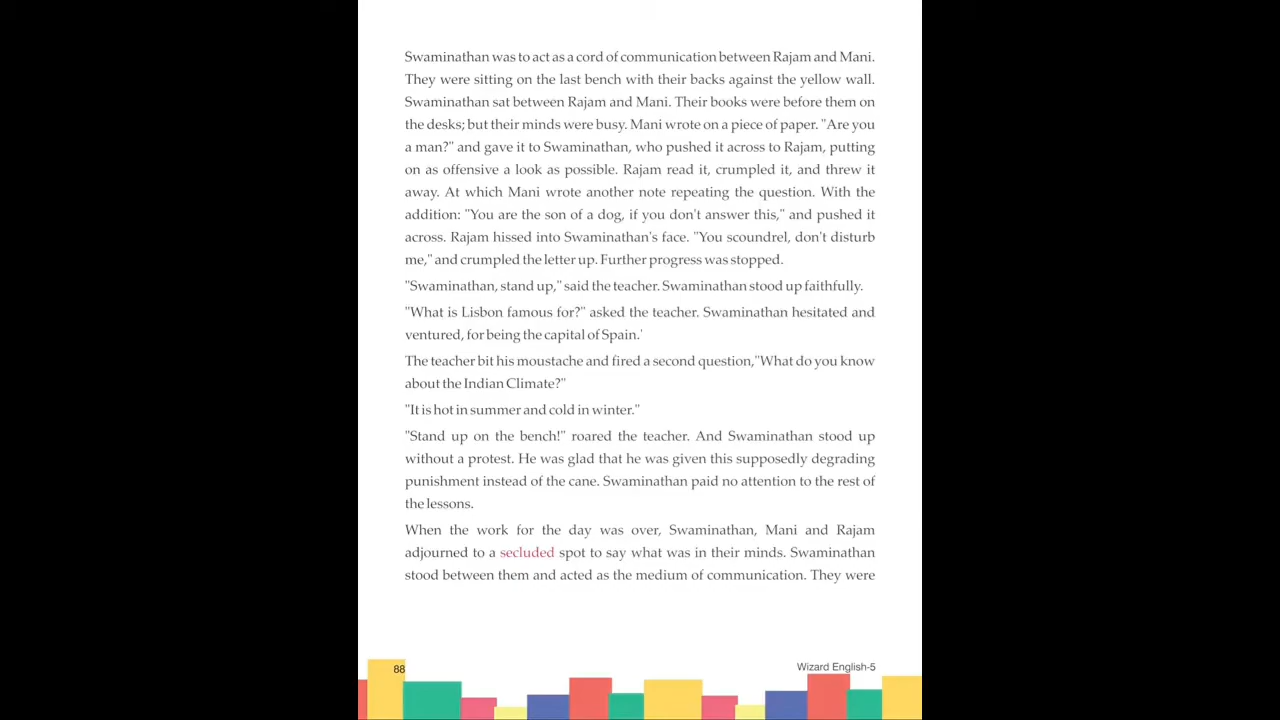 Swaminathan was to act as a cord of communication between Rajam and Mani.
They were sitting on the last bench with their backs against the yellow wall.
Swaminathan sat between Rajam and Mani. Their books were before them on
the desks; but their minds were busy. Mani wrote on a piece of paper. "Are you
a man?" and gave it to Swaminathan, who pushed it across to Rajam, putting
on as offensive a look as possible. Rajam read it, crumpled it, and threw it
away. At which Mani wrote another note repeating the question. With the
addition: "You are the son of a dog, if you don't answer this," and pushed it
across. Rajam hissed into Swaminathan's face. "You scoundrel, don't disturb
me," and crumpled the letter up. Further progress was stopped.
"Swaminathan, stand up," said the teacher. Swaminathan stood up faithfully.
"What is Lisbon famous for?" asked the teacher. Swaminathan hesitated and
ventured, for being the capital of Spain.'
The teacher bit his moustache and fired a second question,"What do you know
about the Indian Climate?"
"It is hot in summer and cold in winter."
"Stand up on the bench!" roared the teacher. And Swaminathan stood up
without a protest. He was glad that he was given this supposedly degrading
punishment instead of the cane. Swaminathan paid no attention to the rest of
the lessons.
When the work for the day was over, Swaminathan, Mani and Rajam
adjourned to a secluded spot to say what was in their minds. Swaminathan
stood between them and acted as the medium of communication. They were
88
Wizard English-5